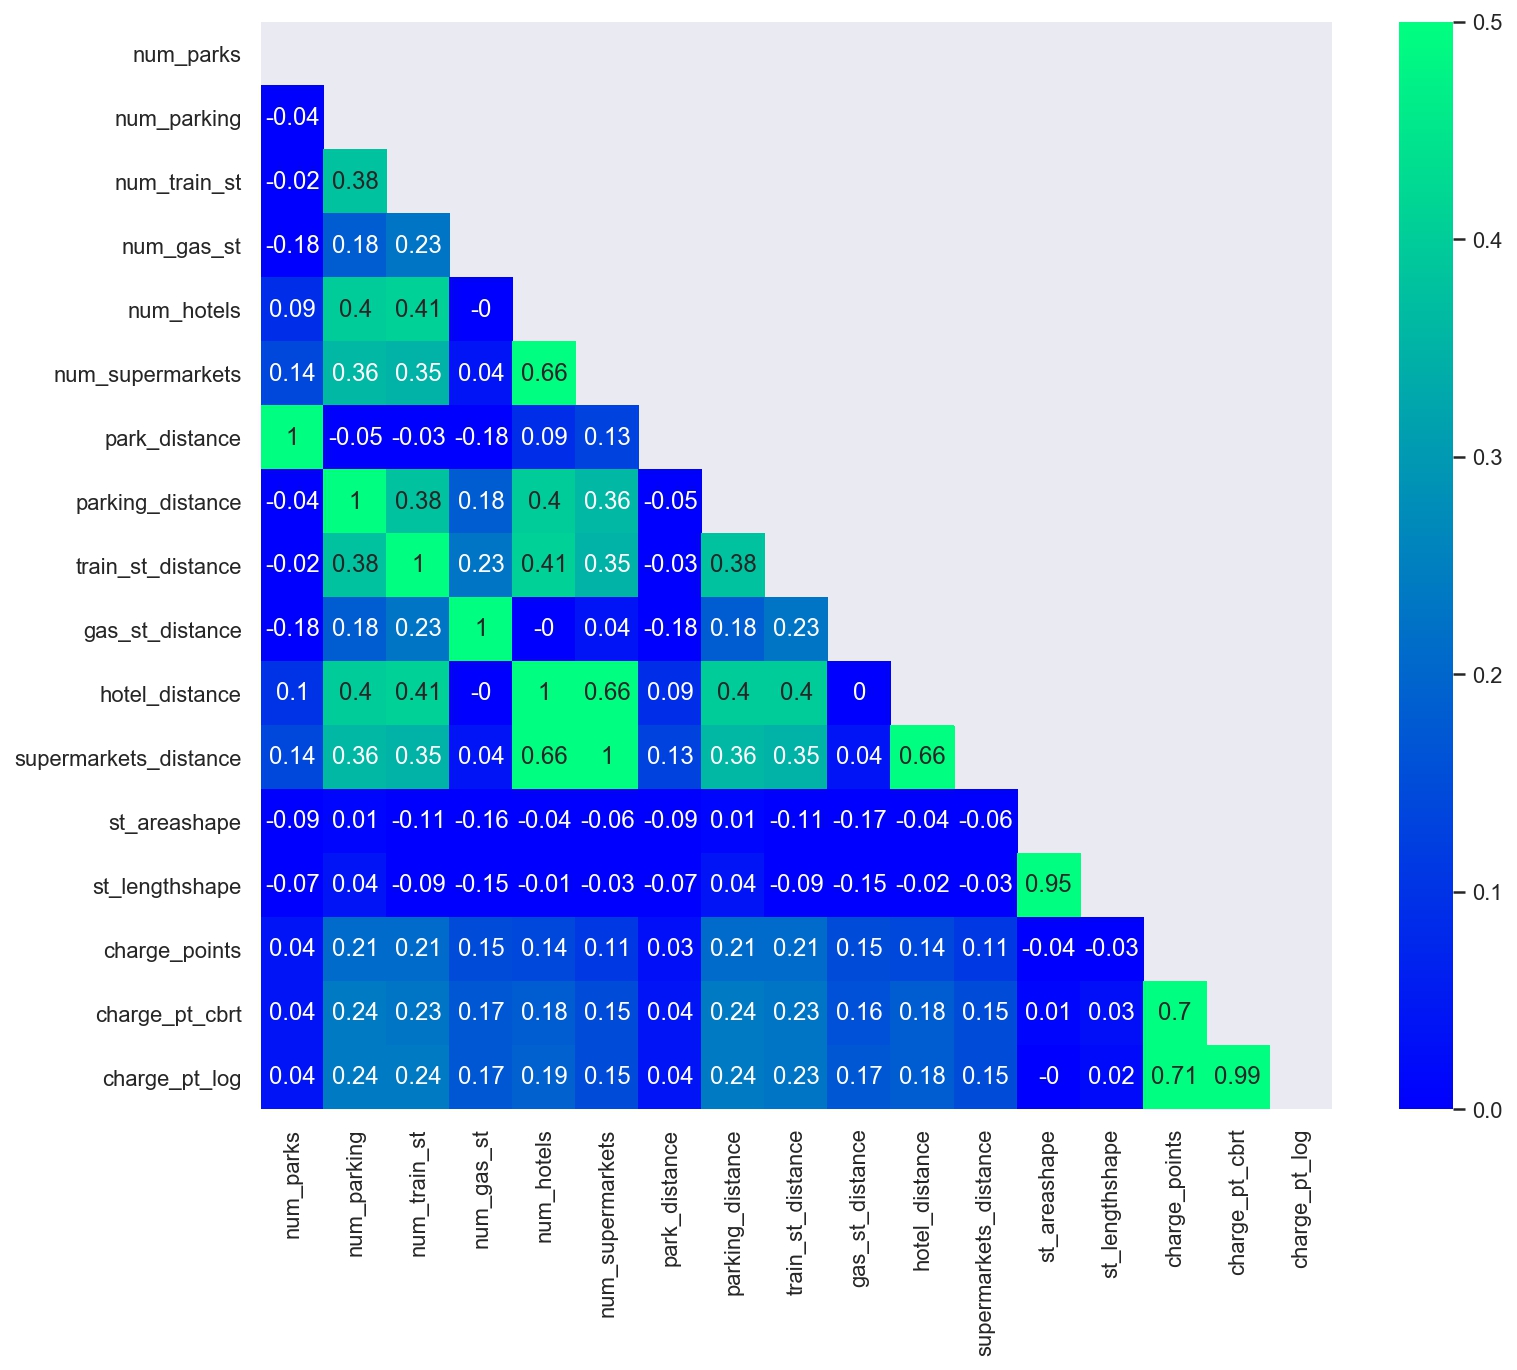 num_parks
num_parking -0.04
num_train_st -0.02 0.38
num_gas_st -0.18 0.18 0.23
num_hotels 0.09 0.4 0.41 -0
num_supermarkets 0.14 0.36 0.35 0.04 0.66
park_distance 1 -0.05 -0.03 -0.18 0.09 0.13
parking_distance -0.04 1 0.38 0.18 0.4 0.36 -0.05
train_st_distance -0.02 0.38 1 0.23 0.41 0.35 -0.03 0.38
gas_st_distance -0.18 0.18 0.23 1 -0 0.04 -0.18 0.18 0.23
hotel_distance 0.1 0.4 0.41 -0 1 0.66 0.09 0.4 0.4 0
supermarkets_distance 0.14 0.36 0.35 0.04 0.66 1 0.13 0.36 0.35 0.04 0.66
st_areashape -0.09 0.01 -0.11 -0.16 -0.04 -0.06 -0.09 0.01 -0.11 -0.17 -0.04 -0.06
st_lengthshape -0.07 0.04 -0.09 -0.15 -0.01 -0.03 -0.07 0.04 -0.09 -0.15 -0.02 -0.03 0.95
charge_points 0.04 0.21 0.21 0.15 0.14 0.11 0.03 0.21 0.21 0.15 0.14 0.11 -0.04 -0.03
charge_pt_cbrt 0.04 0.24 0.23 0.17 0.18 0.15 0.04 0.24 0.23 0.16 0.18 0.15 0.01 0.03 0.7
charge_pt_log 0.04 0.24 0.24 0.17 0.19 0.15 0.04 0.24 0.23 0.17 0.18 0.15 -0 0.02 0.71 0.99
num_parks
num_parking
num_train_st
num_gas_st
num_hotels
num_supermarkets
park_distance
parking_distance
train_st_distance
gas_st_distance
hotel_distance
supermarkets_distance
st_areashape
st_lengthshape
charge_points
charge_pt_cbrt
charge_pt_log
0.5
0.4
0.3
0.2
0.1
0.0